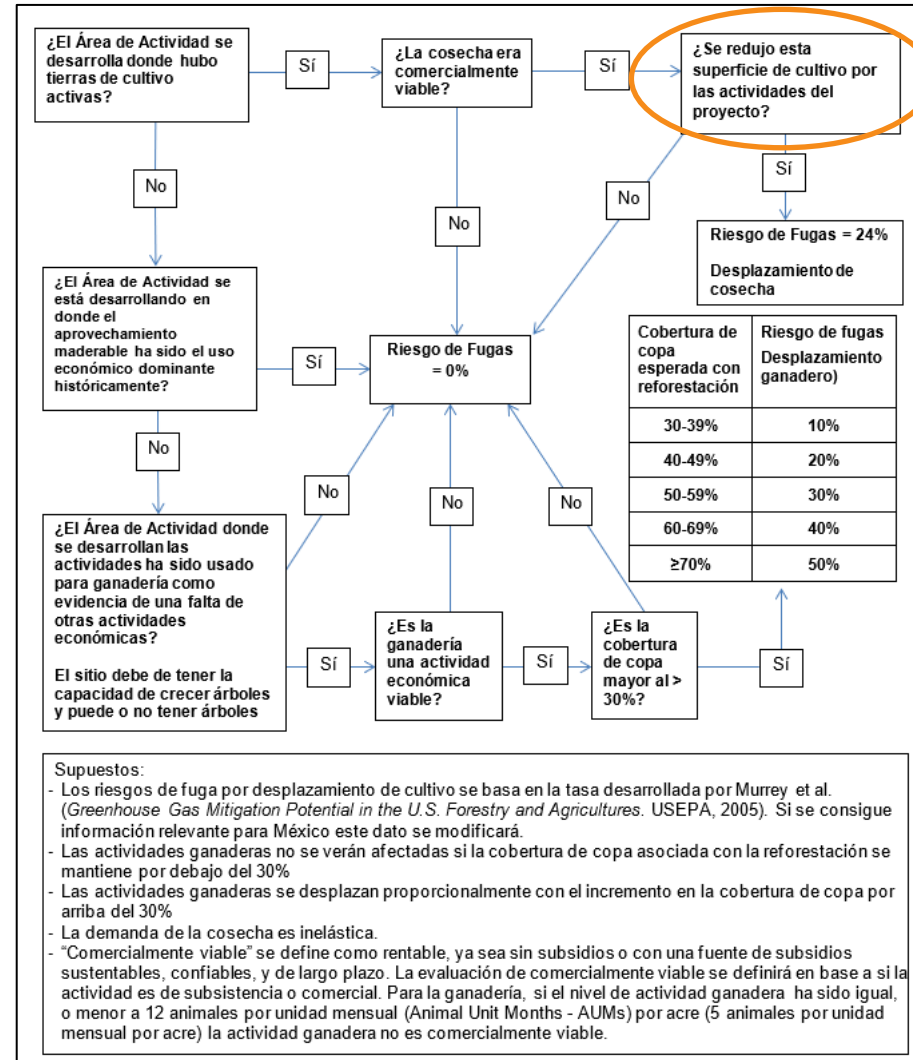 ¿El Área de Actividad se
desarrolla donde hubo
tierras de cultivo
activas?
Sí
¿La cosecha era
comercialmente
viable?
Sí
¿Se redujo esta
superficie de cultivo por
las actividades del
proyecto?
No
No
No
Sí
Riesgo de Fugas = 24%
Desplazamiento de
cosecha
¿El Área de Actividad se
está desarrollando en
donde el
aprovechamiento
maderable ha sido el uso
económico dominante
históricamente?
Sí
Riesgo de Fugas
= 0%
Cobertura de
copa
esperada con
reforestación
Riesgo de fugas
Desplazamiento
ganadero)
30-39%
10%
40-49%
20%
50-59%
30%
60-69%
40%
≥70%
50%
No
No
No
No
¿El Área de Actividad donde
se desarrollan las
actividades ha sido usado
para ganadería como
evidencia de una falta de
otras actividades
económicas?
El sitio debe de tener la
capacidad de crecer árboles
y puede o no tener árboles
Sí
¿Es la
ganadería
una actividad
económica
viable?
Sí
¿Es la
cobertura
de copa
mayor al >
30%?
Sí
Supuestos:
- Los riesgos de fuga por desplazamiento de cultivo se basa en la tasa desarrollada por Murrey et al.
(Greenhouse Gas Mitigation Potential in the U.S. Forestry and Agricultures. USEPA, 2005). Si se consigue
información relevante para México este dato se modificará.
- Las actividades ganaderas no se verán afectadas si la cobertura de copa asociada con la reforestación se
mantiene por debajo del 30%
- Las actividades ganaderas se desplazan proporcionalmente con el incremento en la cobertura de copa por
arriba del 30%
- La demanda de la cosecha es inelástica.
- “Comercialmente viable” se define como rentable, ya sea sin subsidios o con una fuente de subsidios
sustentables, confiables, y de largo plazo. La evaluación de comercialmente viable se definirá en base a si la
actividad es de subsistencia o comercial. Para la ganadería, si el nivel de actividad ganadera ha sido igual,
o menor a 12 animales por unidad mensual (Animal Unit Months - AUMs) por acre (5 animales por unidad
mensual por acre) la actividad ganadera no es comercialmente viable.